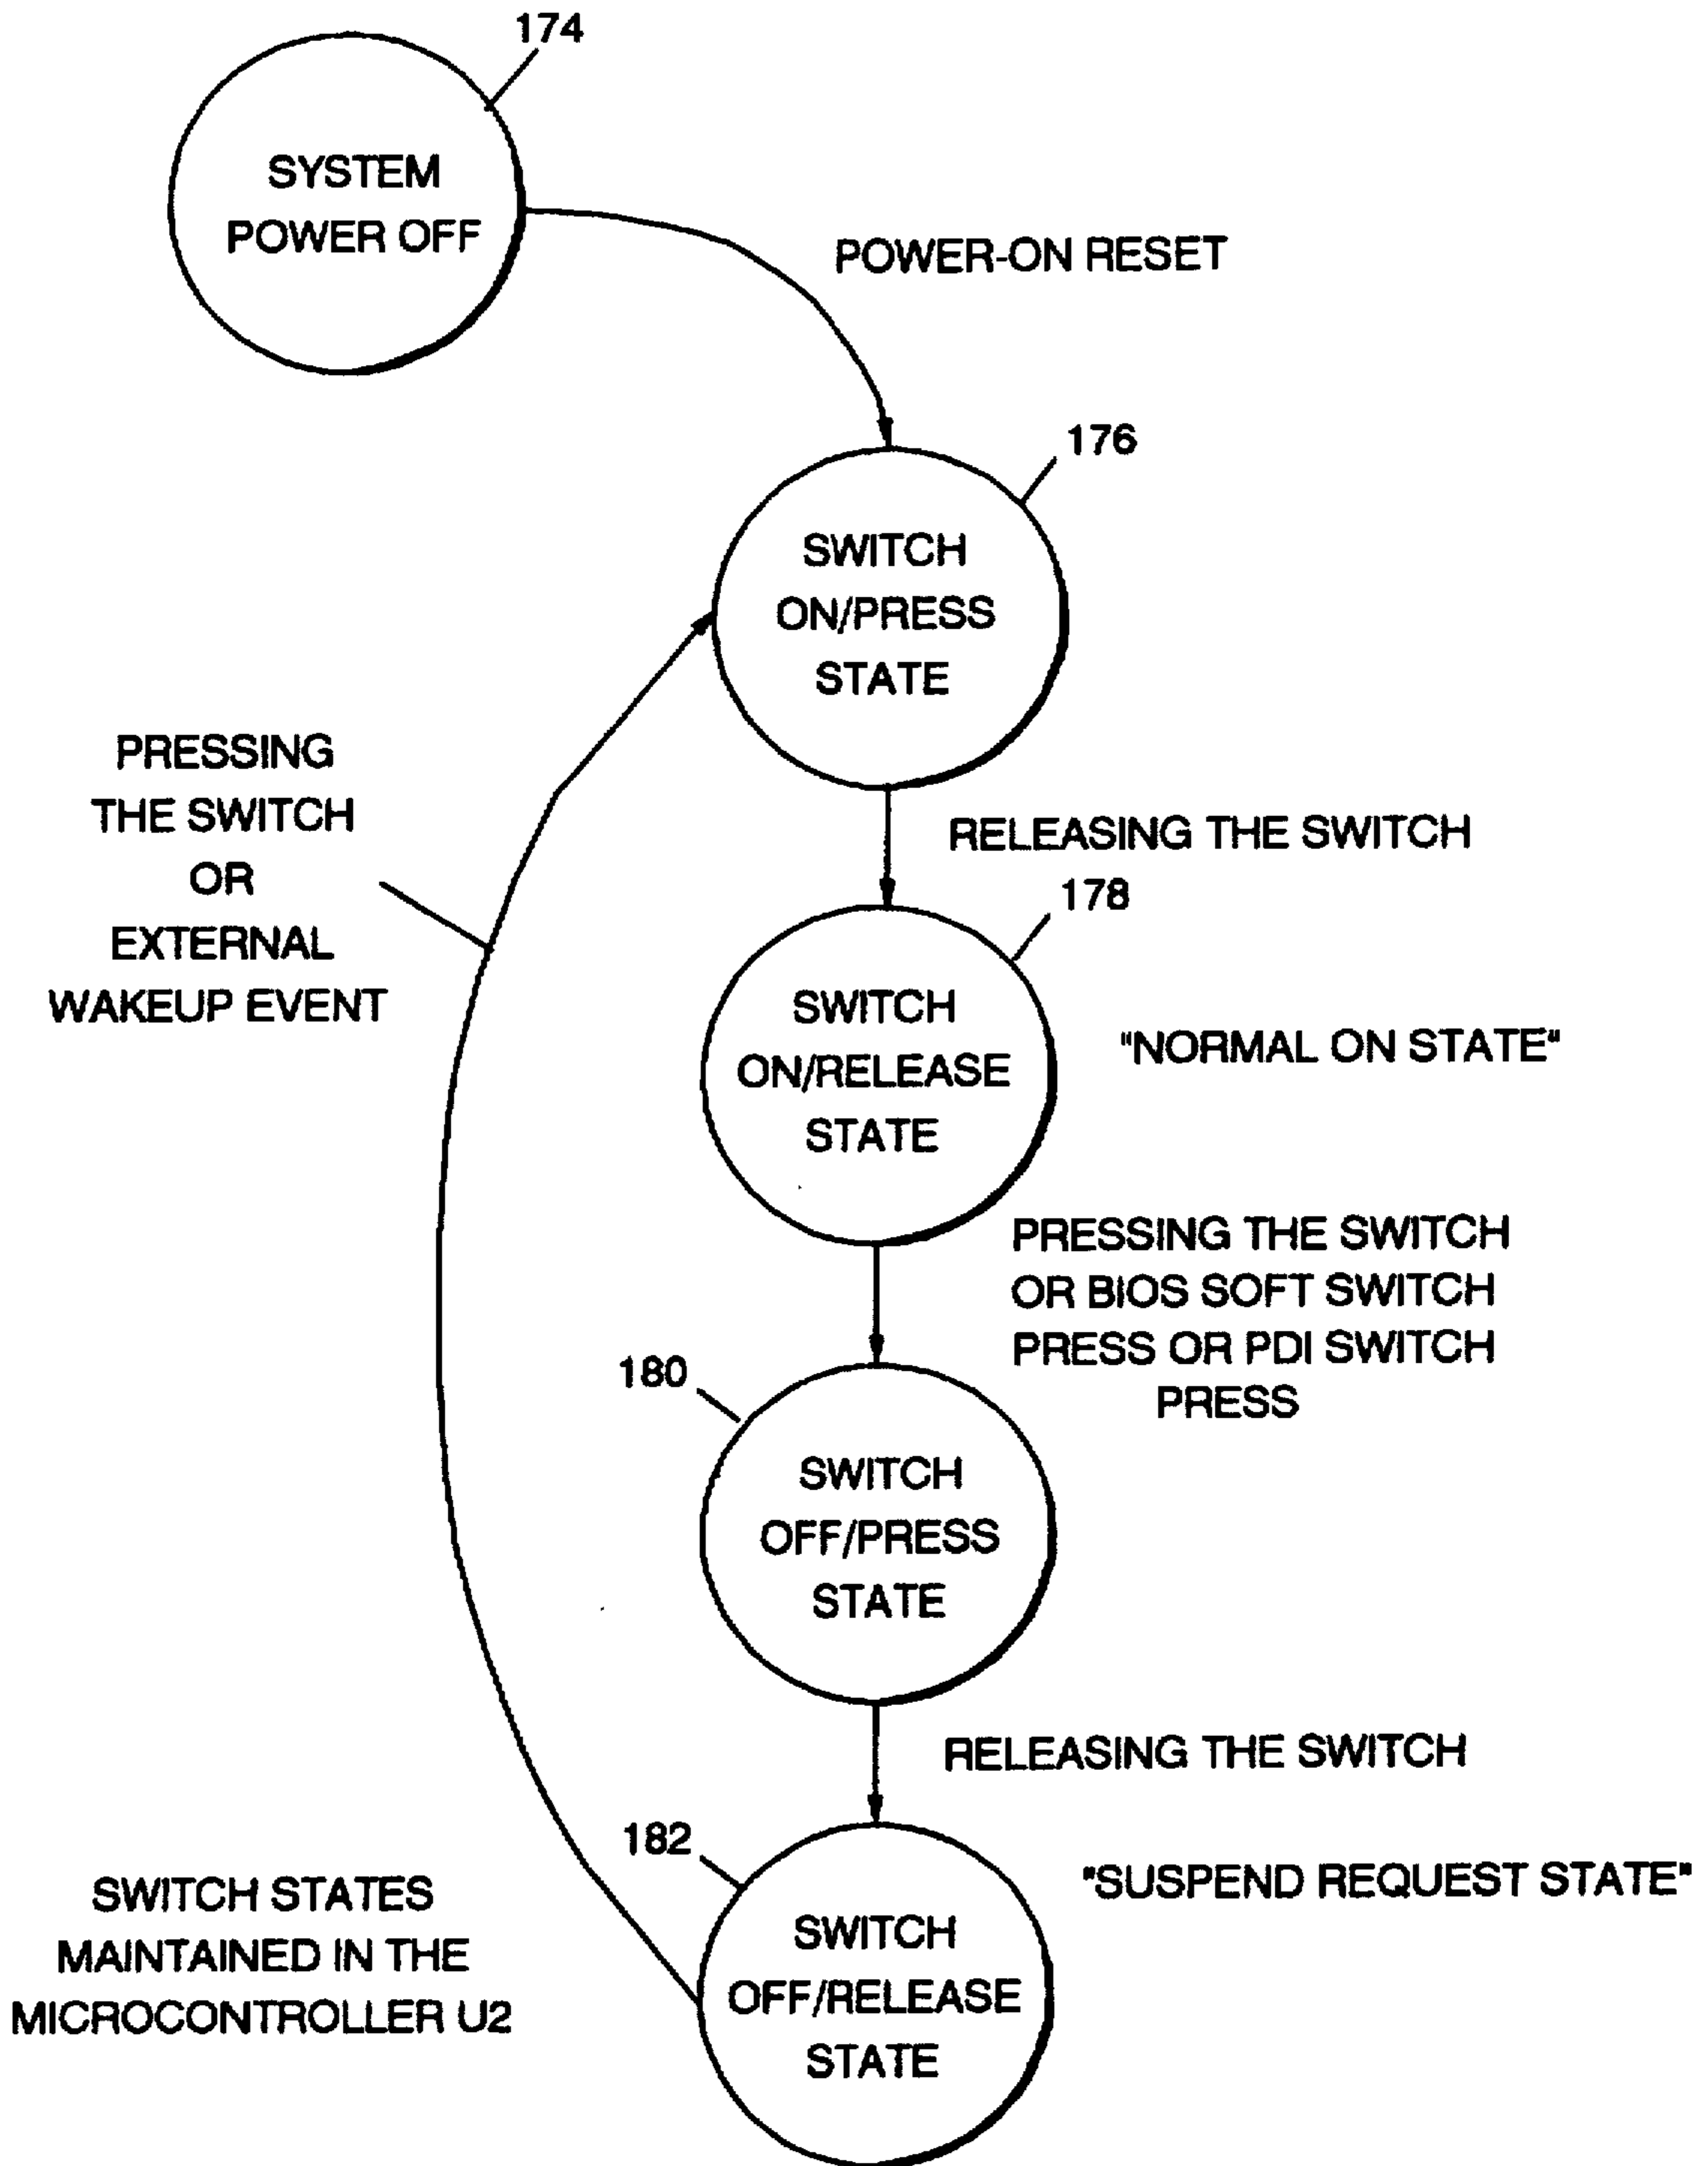 174
SYSTEM
POWER OFF
POWER-ON RESET
176
SWITCH
ON/PRESS
STATE
PRESSING
THE SWITCH
OR
EXTERNAL
WAKEUP EVENT
RELEASING THE SWITCH
178
SWITCH
ON/RELEASE
STATE
"NORMAL ON STATE"
PRESSING THE SWITCH
OR BIOS SOFT SWITCH
PRESS OR PDI SWITCH
PRESS
180
SWITCH
OFF/PRESS
STATE
RELEASING THE SWITCH
182
"SUSPEND REQUEST STATE"
SWITCH
OFF/RELEASE
STATE
SWITCH STATES
MAINTAINED IN THE
MICROCONTROLLER U2